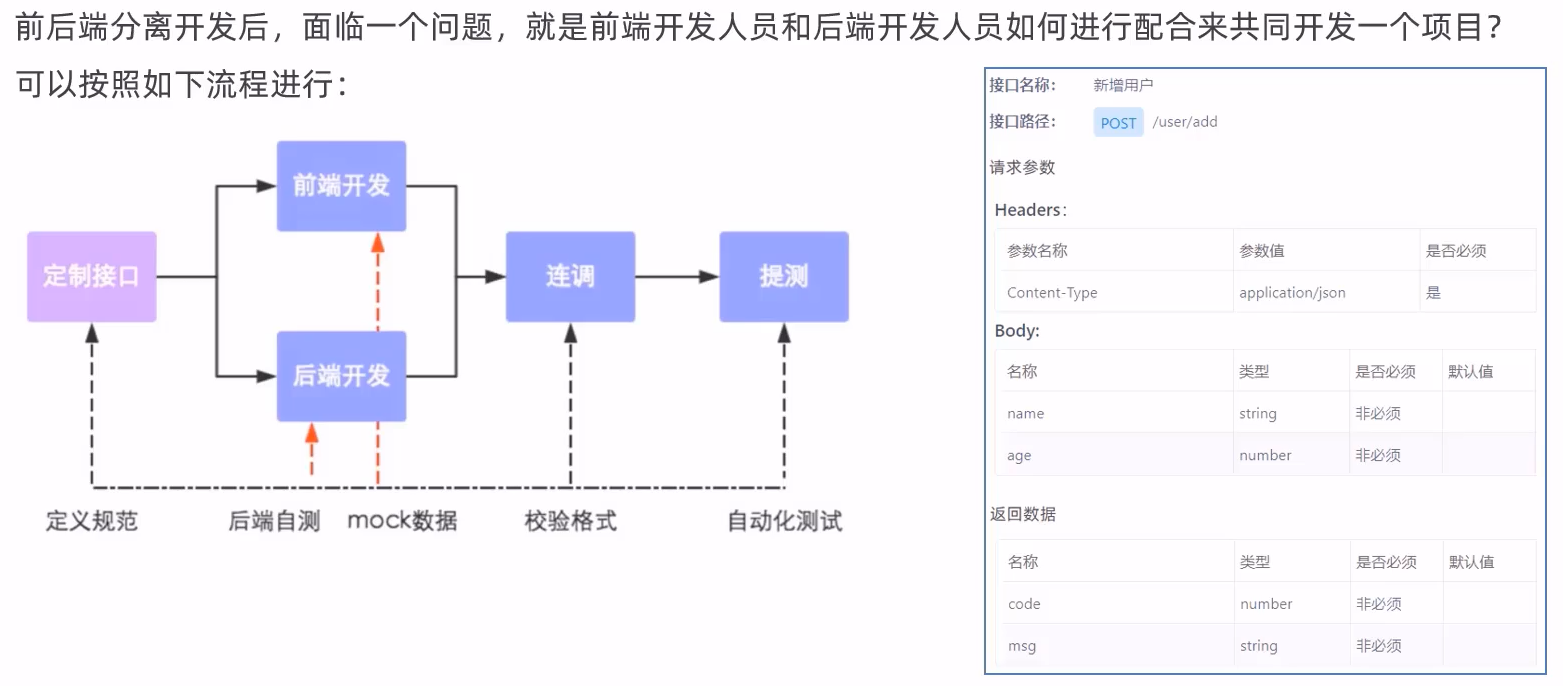 前后端分离开发后，面临一个问题，就是前端开发人员和后端开发人员如何进行配合来共同开发一个项目？
可以按照如下流程进行：
定制接口
前端开发
后端开发
连调
提测
定义规范
后端自测
mock数据
校验格式
自动化测试
接口名称： 新增用户
接口路径： POST /user/add
请求参数
Headers：
参数名称 参数值 是否必须
Content-Type application/json 是
Body:
名称 类型 是否必须 默认值
name string 非必须
age number 非必须
返回数据
名称 类型 是否必须 默认值
code number 非必须
msg string 非必须